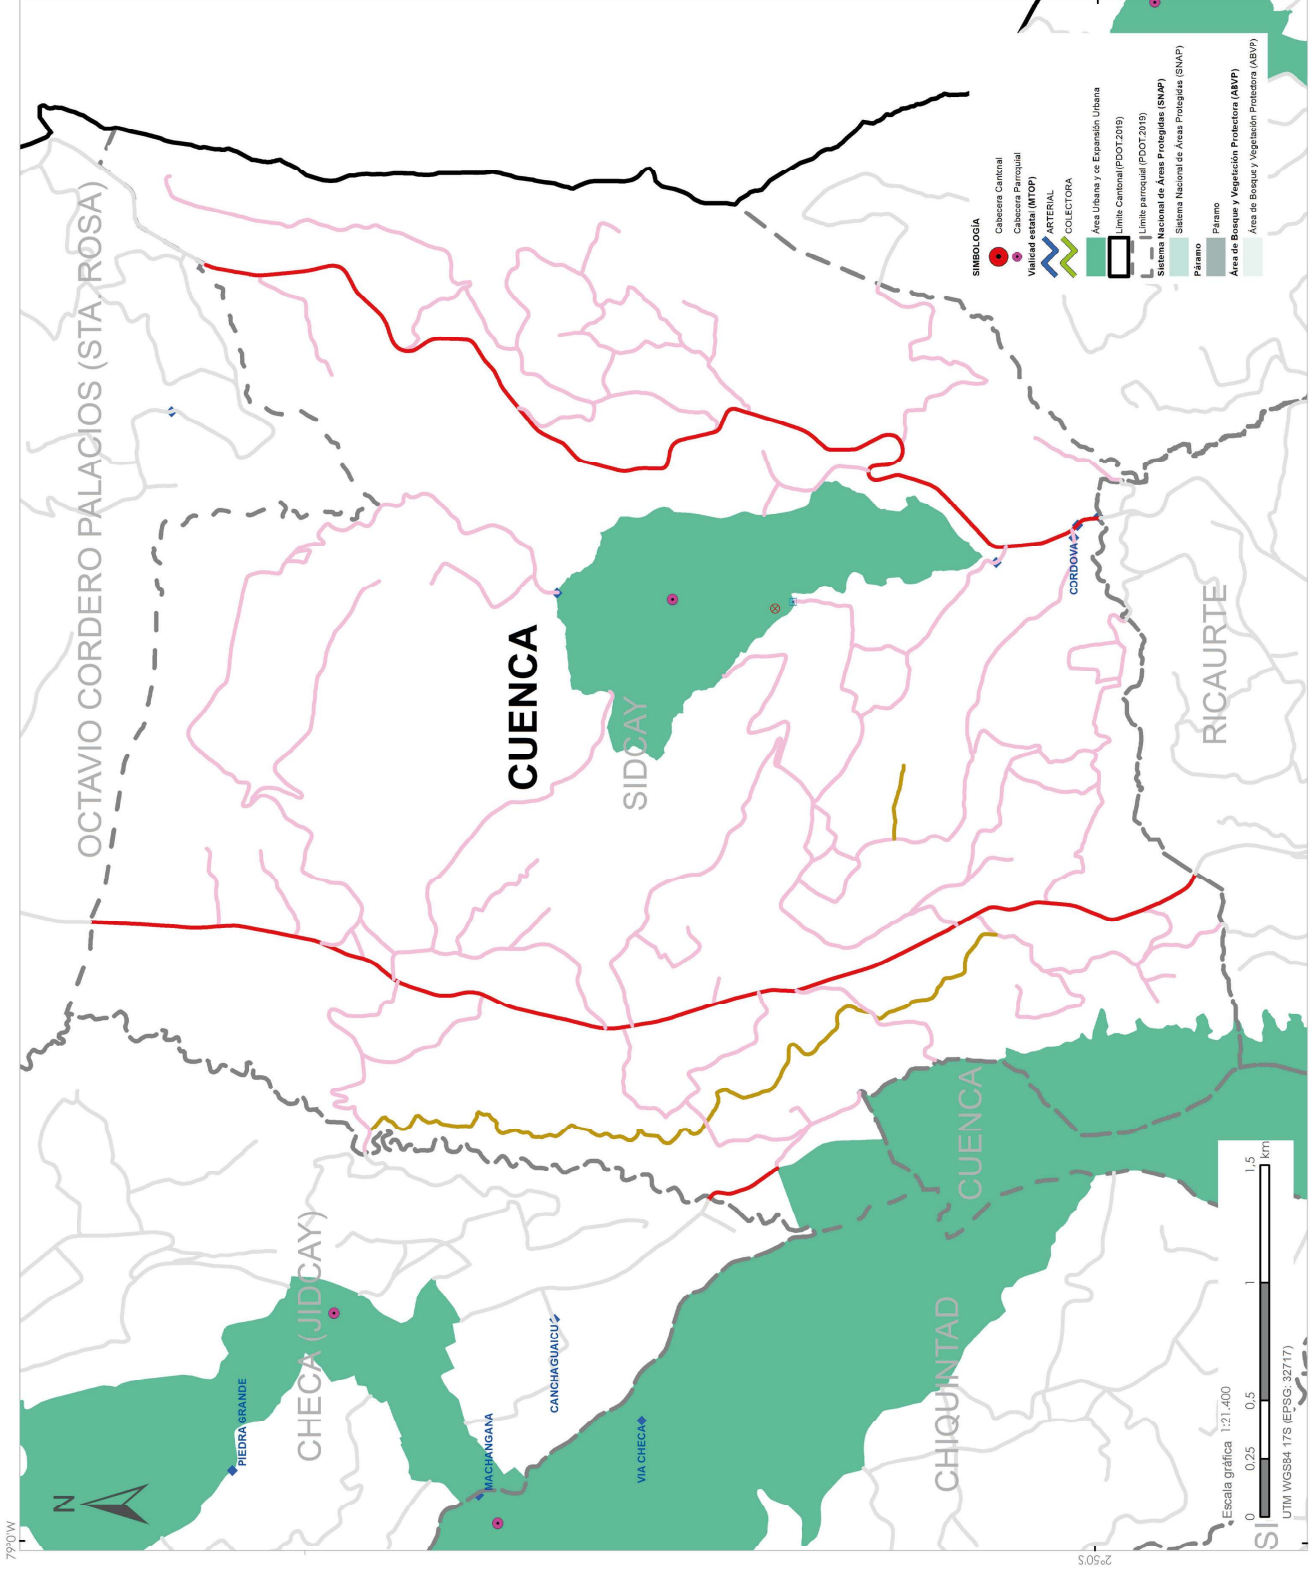 79°0'W
N
OCTAVIO CORDERO PALACIOS (STA. ROSA)
CHECA (JIDCAY)
PIEDRA GRANDE
MACHANGANA
CANCHAGUAICU
VIA CHECA
CUENCA
SIDCAY
CUENCA
CHIQUINTAD
CORDOVA
RICAURTE
SIMBOLOGÍA
Cabecera Cantonal
Cabecera Parroquial
Vialidad estatal (MTOP)
ARTERIAL
COLECTORA
Área Urbana y de Expansión Urbana
Límite Cantonal(PDOT.2019)
Límite parroquial (PDOT.2019)
Sistema Nacional de Áreas Protegidas (SNAP)
Sistema Nacional de Áreas Protegidas (SNAP)
Páramo
Páramo
Área de Bosque y Vegetación Protectora (ABVP)
Área de Bosque y Vegetación Protectora (ABVP)
Escala gráfica 1:21.400
0 0,25 0,5 1 1,5
km
UTM WGS84 17S (EPSG: 32717)
SI
2°50'S